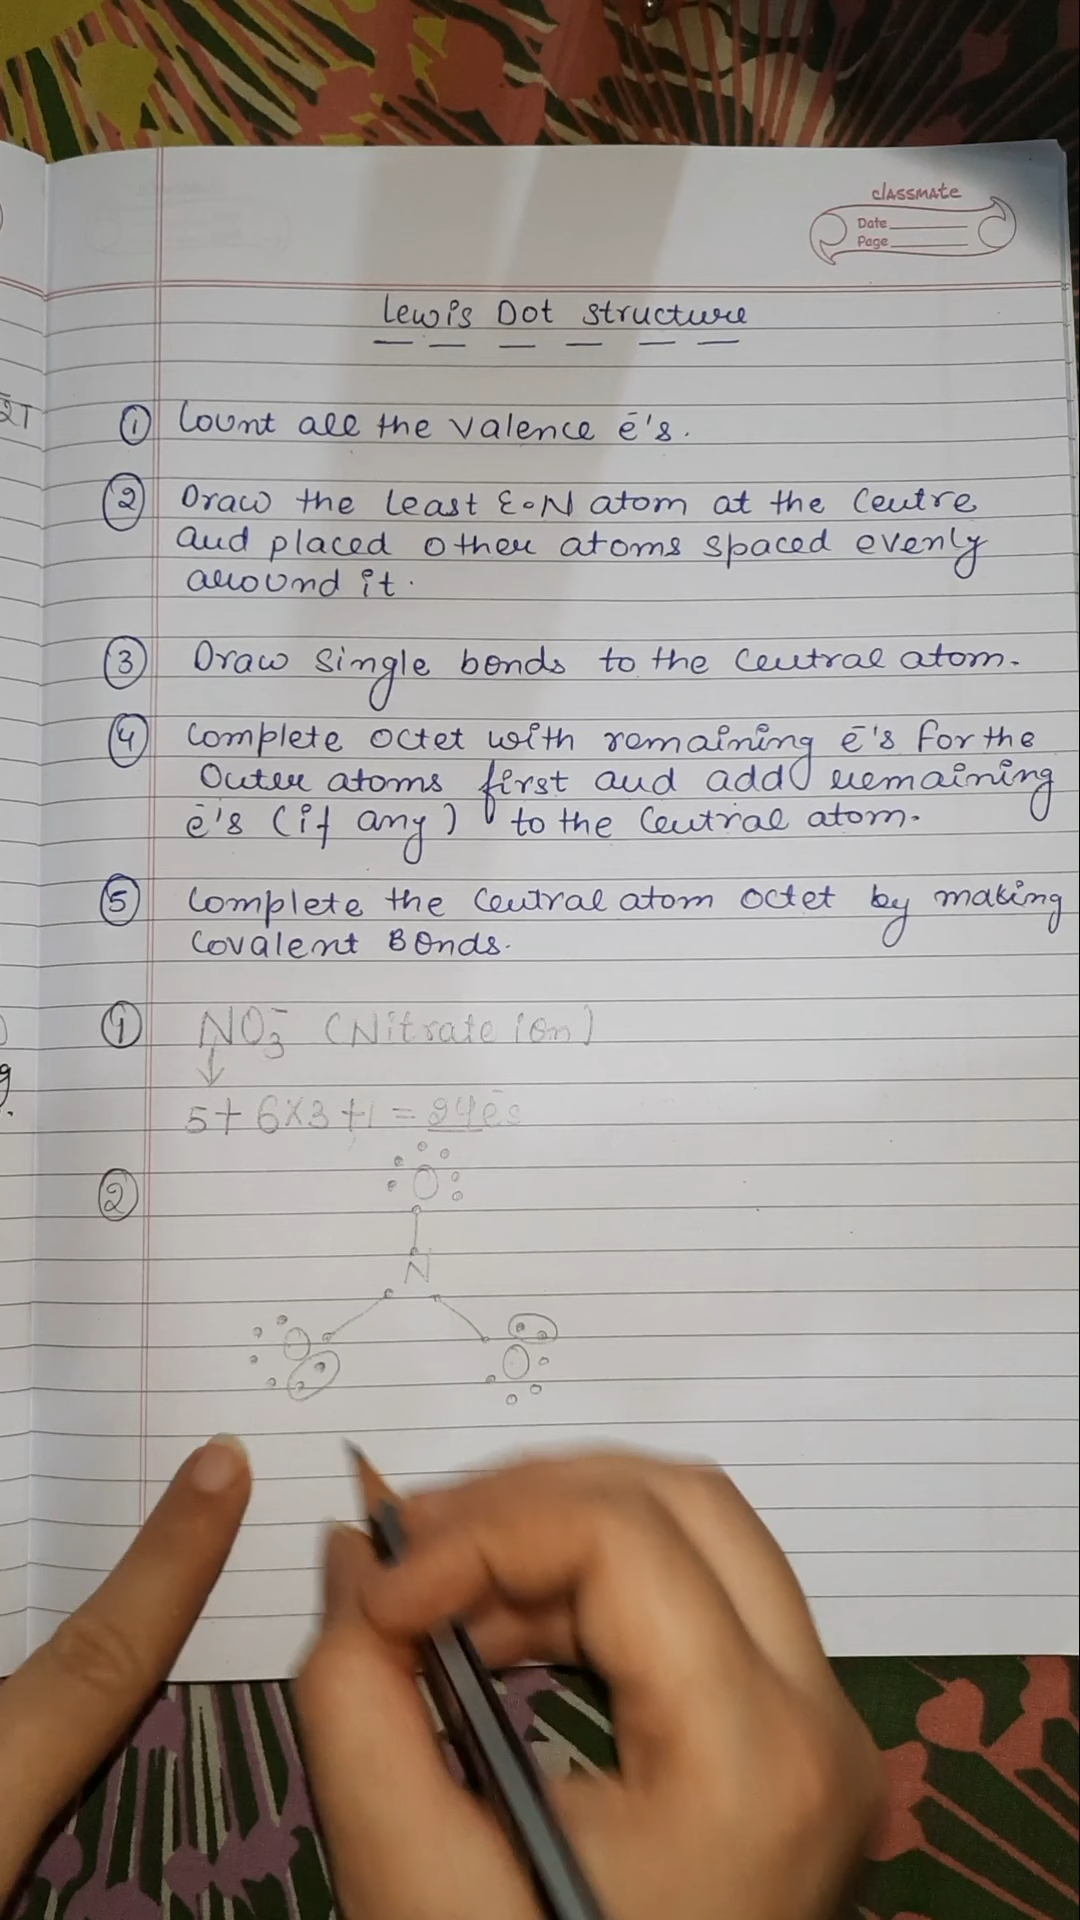 classmate
Date
Page
Lewis Dot structure
① Count all the valence ē's.
② Draw the least E.N atom at the centre
and placed other atoms spaced evenly
around it.
③ Draw single bonds to the central atom.
④ Complete octet with remaining ē's for the
outer atoms first and add remaining
ē's (if any) to the central atom.
⑤ Complete the central atom octet by making
covalent Bonds.
① NO₃⁻ (Nitrate ion)
↓
5+6×3+1=24ēs
②
O
N
O O